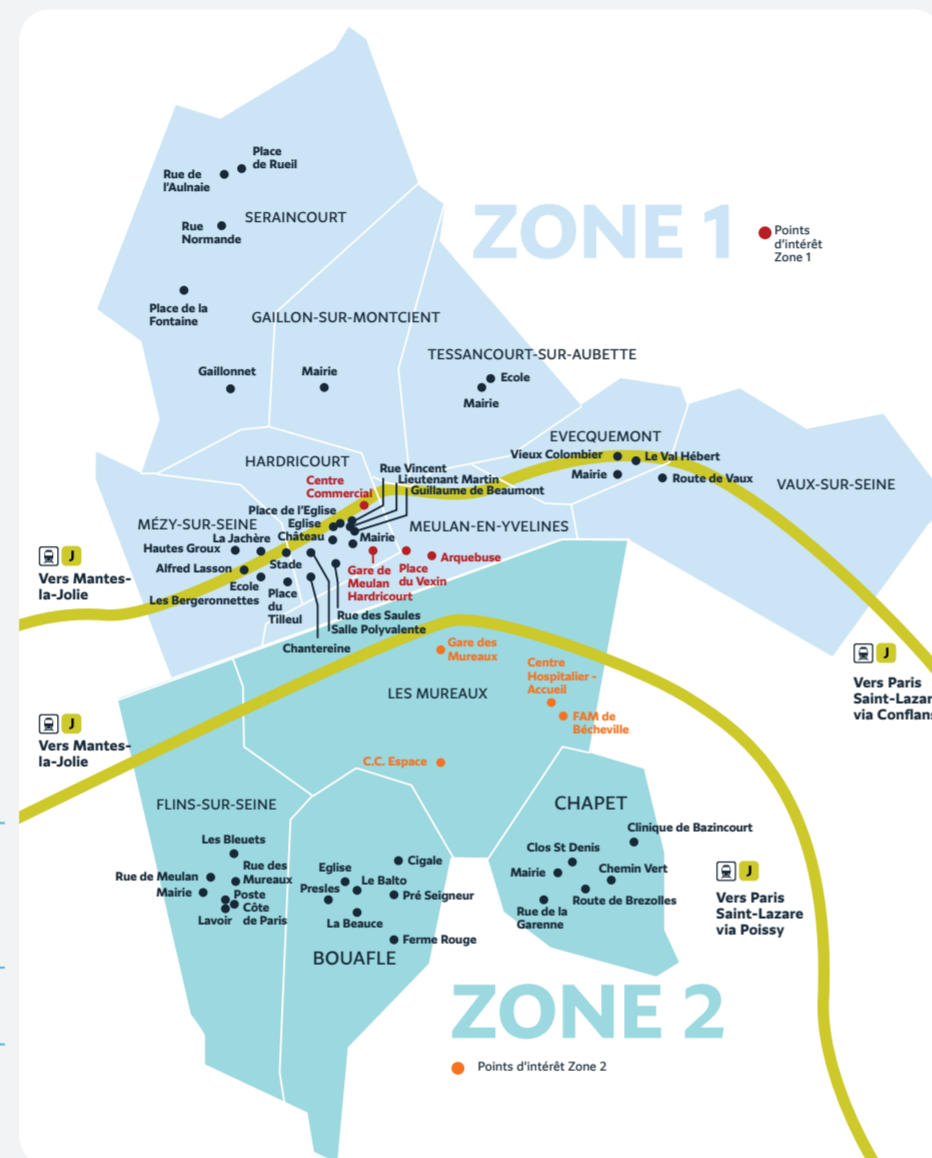 Place
de Rueil
Rue de
l'Aulnaie
SERAINCOURT
Rue
Normande
ZONE 1
Points
d'intérêt
Zone 1
Place de la
Fontaine
GAILLON-SUR-MONTCIENT
TESSANCOURT-SUR-AUBETTE
Gaillonnet
Mairie
Ecole
Mairie
EVECQUEMONT
Vieux Colombier
Le Val Hébert
Mairie
Route de Vaux
VAUX-SUR-SEINE
HARDRICOURT
Rue Vincent
Lieutenant Martin
Guillaume de Beaumont
Centre
Commercial
Place de l'Eglise
Eglise
Château
Mairie
MEULAN-EN-YVELINES
MÉZY-SUR-SEINE
La Jachère
Hautes Groux
Stade
Alfred Lasson
Ecole
Les Bergeronnettes
Place
du
Tilleul
Gare de
Meulan
Hardricourt
Place
du Vexin
Arquebuse
Rue des Saules
Salle Polyvalente
Chantereine
J
Vers Mantes-
la-Jolie
J
Vers Paris
Saint-Lazar
via Conflans
Gare des
Mureaux
Centre
Hospitalier -
Accueil
LES MUREAUX
FAM de
Bécheville
C.C. Espace
J
Vers Mantes-
la-Jolie
FLINS-SUR-SEINE
Les Bleuets
Rue de Meulan
Rue des
Mureaux
Mairie
Poste
Côte
de Paris
Lavoir
Eglise
Cigale
Le Balto
Presles
Pré Seigneur
La Beauce
Ferme Rouge
BOUAFLE
CHAPET
Clinique de Bazincourt
Clos St Denis
Mairie
Chemin Vert
Route de Brezolles
Rue de la
Garenne
J
Vers Paris
Saint-Lazare
via Poissy
ZONE 2
Points d'intérêt Zone 2